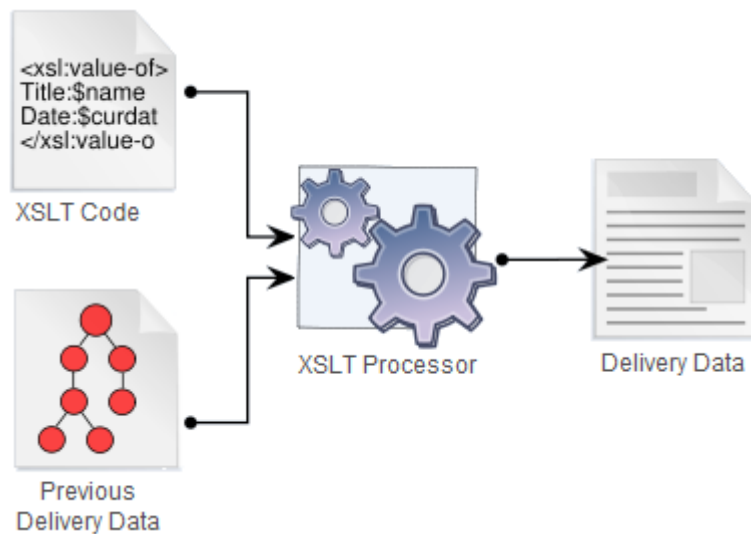 <xsl:value-of>
Title:$name
Date:$curdat
</xsl:value-o
XSLT Code
XSLT Processor
Delivery Data
Previous
Delivery Data